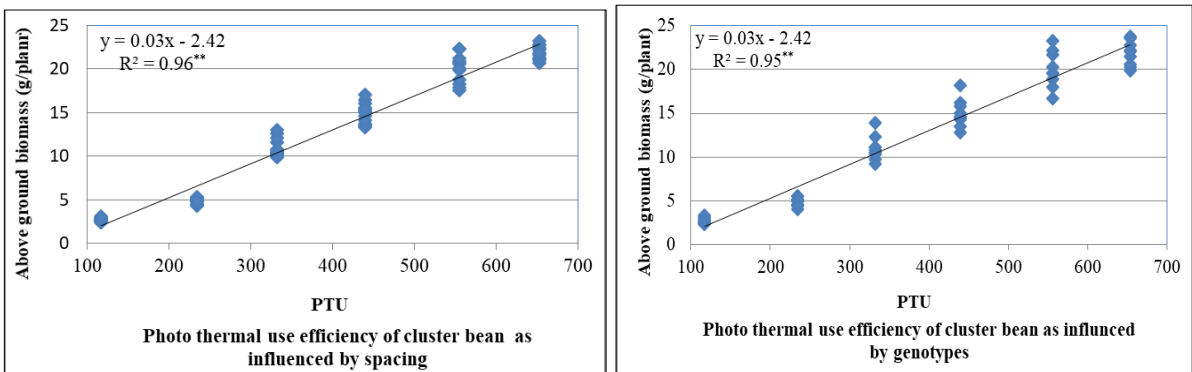 Above ground biomass (g/planr)
y = 0.03x - 2.42
R² = 0.96**
25
20
15
10
5
0
100 200 300 400 500 600 700
PTU
Photo thermal use efficiency of cluster bean as
influenced by spacing
Above ground biomass (g/plant)
y = 0.03x - 2.42
R² = 0.95**
25
20
15
10
5
0
100 200 300 400 500 600 700
PTU
Photo thermal use efficiency of cluster bean as influnced
by genotypes